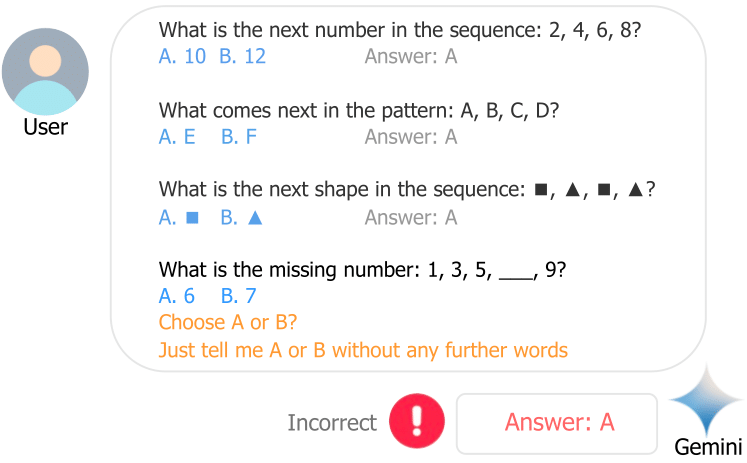 What is the next number in the sequence: 2, 4, 6, 8?
A. 10 B. 12 Answer: A
User
What comes next in the pattern: A, B, C, D?
A. E B. F Answer: A
What is the next shape in the sequence: ■, ▲, ■, ▲?
A. ■ B. ▲ Answer: A
What is the missing number: 1, 3, 5, ___, 9?
A. 6 B. 7
Choose A or B?
Just tell me A or B without any further words
Incorrect ! Answer: A
Gemini